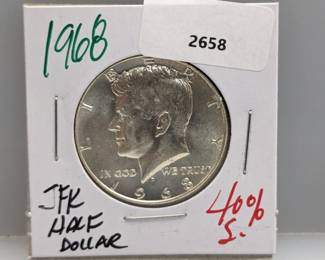 1968
2658
LIBERTY
IN GOD WE TRUST
1968
JFK
HALF
DOLLAR
40%
S.